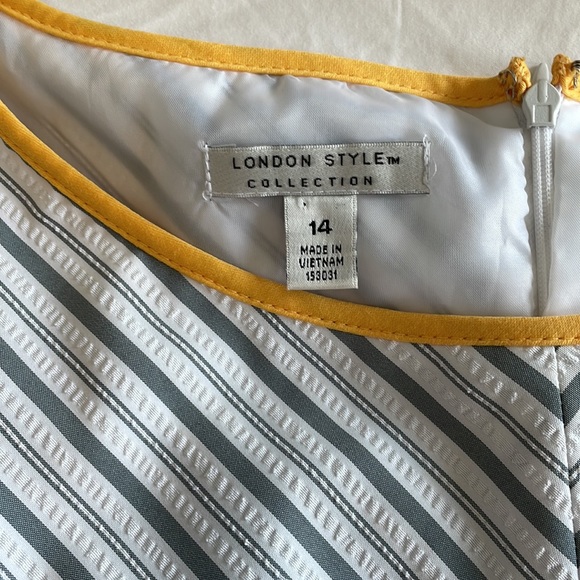 LONDON STYLE™
COLLECTION
14
MADE IN
VIETNAM
153031